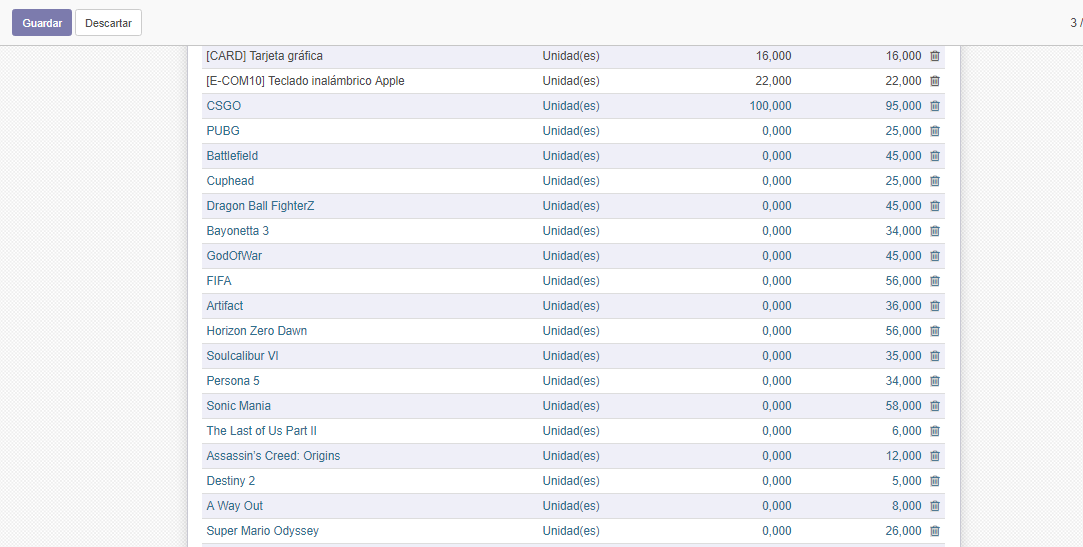 Guardar Descartar 3 /
[CARD] Tarjeta gráfica Unidad(es) 16,000 16,000
[E-COM10] Teclado inalámbrico Apple Unidad(es) 22,000 22,000
CSGO Unidad(es) 100,000 95,000
PUBG Unidad(es) 0,000 25,000
Battlefield Unidad(es) 0,000 45,000
Cuphead Unidad(es) 0,000 25,000
Dragon Ball FighterZ Unidad(es) 0,000 45,000
Bayonetta 3 Unidad(es) 0,000 34,000
GodOfWar Unidad(es) 0,000 45,000
FIFA Unidad(es) 0,000 56,000
Artifact Unidad(es) 0,000 36,000
Horizon Zero Dawn Unidad(es) 0,000 56,000
Soulcalibur VI Unidad(es) 0,000 35,000
Persona 5 Unidad(es) 0,000 34,000
Sonic Mania Unidad(es) 0,000 58,000
The Last of Us Part II Unidad(es) 0,000 6,000
Assassin's Creed: Origins Unidad(es) 0,000 12,000
Destiny 2 Unidad(es) 0,000 5,000
A Way Out Unidad(es) 0,000 8,000
Super Mario Odyssey Unidad(es) 0,000 26,000